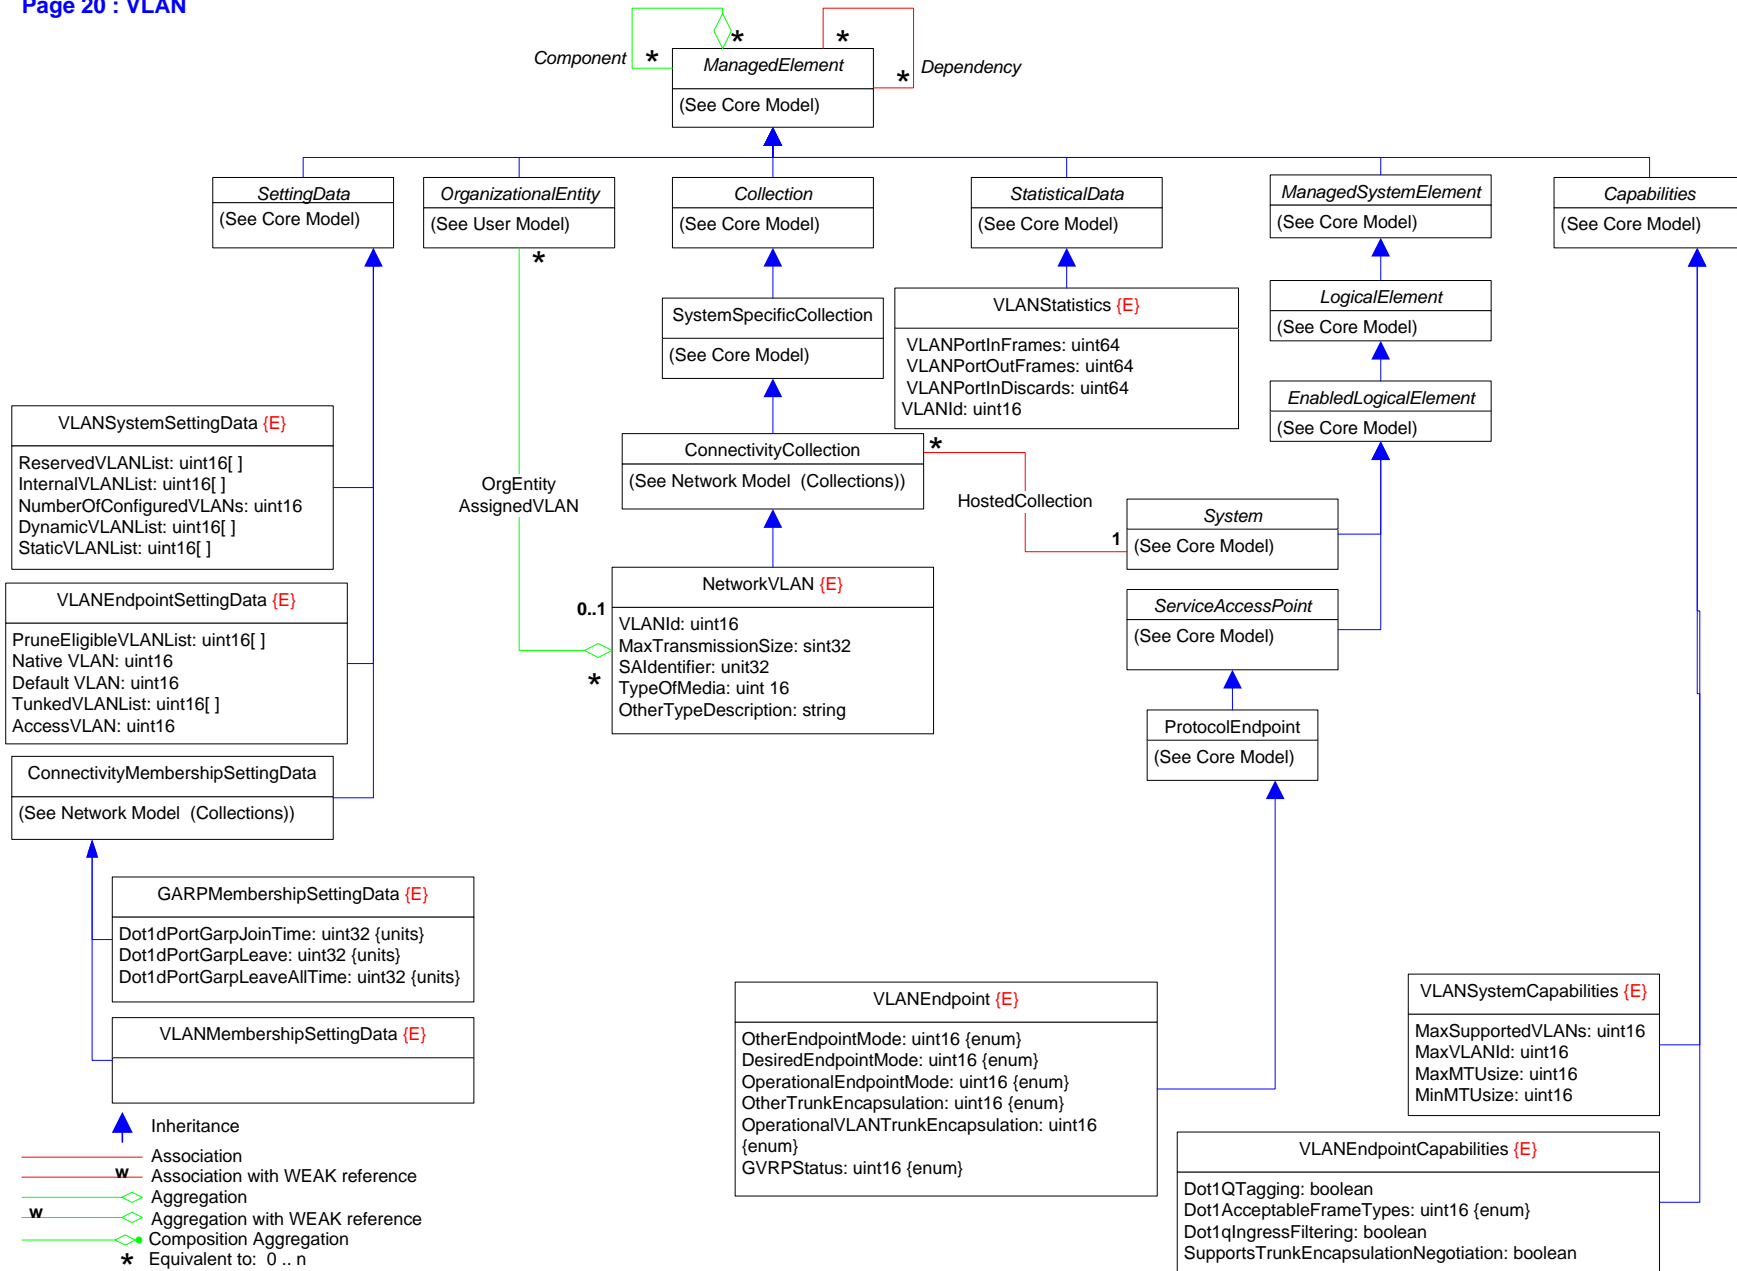 Page 20 : VLAN
Component
*
*
*
*
Dependency
ManagedElement
(See Core Model)
SettingData
(See Core Model)
OrganizationalEntity
(See User Model)
*
Collection
(See Core Model)
StatisticalData
(See Core Model)
ManagedSystemElement
(See Core Model)
Capabilities
(See Core Model)
SystemSpecificCollection
(See Core Model)
VLANStatistics {E}
VLANPortInFrames: uint64
VLANPortOutFrames: uint64
VLANPortInDiscards: uint64
VLANId: uint16
LogicalElement
(See Core Model)
EnabledLogicalElement
(See Core Model)
VLANSystemSettingData {E}
ReservedVLANList: uint16[ ]
InternalVLANList: uint16[ ]
NumberOfConfiguredVLANs: uint16
DynamicVLANList: uint16[ ]
StaticVLANList: uint16[ ]
OrgEntity
AssignedVLAN
ConnectivityCollection
(See Network Model  (Collections))
*
HostedCollection
1
System
(See Core Model)
VLANEndpointSettingData {E}
PruneEligibleVLANList: uint16[ ]
Native VLAN: uint16
Default VLAN: uint16
TunkedVLANList: uint16[ ]
AccessVLAN: uint16
0..1
*
NetworkVLAN {E}
VLANId: uint16
MaxTransmissionSize: sint32
SAIdentifier: unit32
TypeOfMedia: uint 16
OtherTypeDescription: string
ServiceAccessPoint
(See Core Model)
ProtocolEndpoint
(See Core Model)
ConnectivityMembershipSettingData
(See Network Model  (Collections))
GARPMembershipSettingData {E}
Dot1dPortGarpJoinTime: uint32 {units}
Dot1dPortGarpLeave: uint32 {units}
Dot1dPortGarpLeaveAllTime: uint32 {units}
VLANMembershipSettingData {E}
VLANEndpoint {E}
OtherEndpointMode: uint16 {enum}
DesiredEndpointMode: uint16 {enum}
OperationalEndpointMode: uint16 {enum}
OtherTrunkEncapsulation: uint16 {enum}
OperationalVLANTrunkEncapsulation: uint16
{enum}
GVRPStatus: uint16 {enum}
VLANSystemCapabilities {E}
MaxSupportedVLANs: uint16
MaxVLANId: uint16
MaxMTUsize: uint16
MinMTUsize: uint16
VLANEndpointCapabilities {E}
Dot1QTagging: boolean
Dot1AcceptableFrameTypes: uint16 {enum}
Dot1qIngressFiltering: boolean
SupportsTrunkEncapsulationNegotiation: boolean
Inheritance
Association
w Association with WEAK reference
Aggregation
w Aggregation with WEAK reference
Composition Aggregation
* Equivalent to:  0 .. n